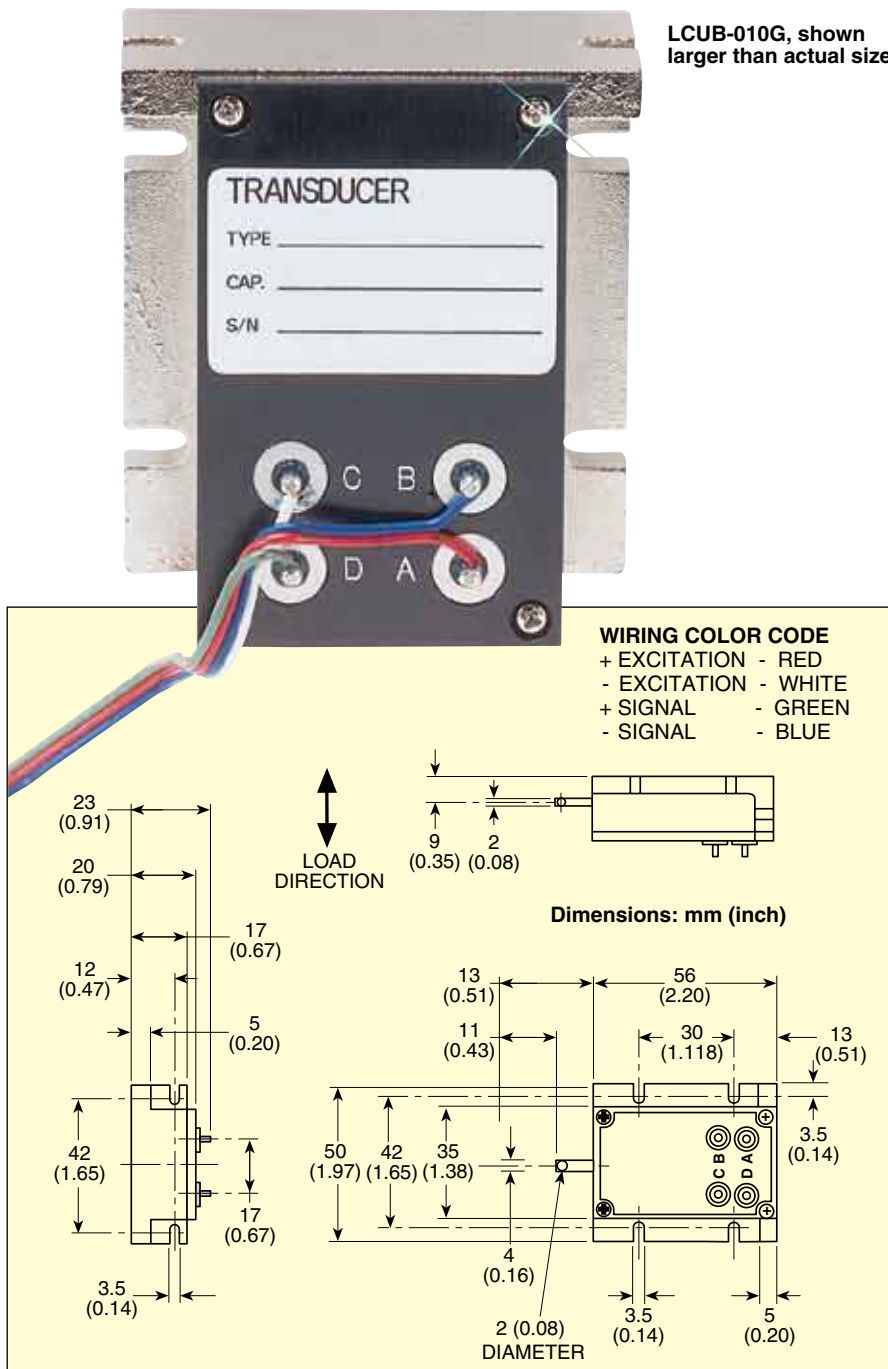 LCUB-010G, shown
larger than actual size
TRANSDUCER
TYPE
CAP.
S/N
C B
D A
WIRING COLOR CODE
+ EXCITATION - RED
- EXCITATION - WHITE
+ SIGNAL - GREEN
- SIGNAL - BLUE
23
(0.91)
20
(0.79)
17
(0.67)
12
(0.47)
5
(0.20)
42
(1.65)
17
(0.67)
3.5
(0.14)
LOAD
DIRECTION
9
(0.35)
2
(0.08)
Dimensions: mm (inch)
13
(0.51)
56
(2.20)
11
(0.43)
30
(1.118)
13
(0.51)
3.5
(0.14)
50
(1.97)
42
(1.65)
35
(1.38)
C B
D A
4
(0.16)
2 (0.08)
DIAMETER
3.5
(0.14)
5
(0.20)